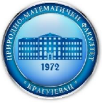 ПРИРОДНО-МАТЕМАТИЧКИ ФАКУЛТЕТ
1972
КРАГУЈЕВАЦ